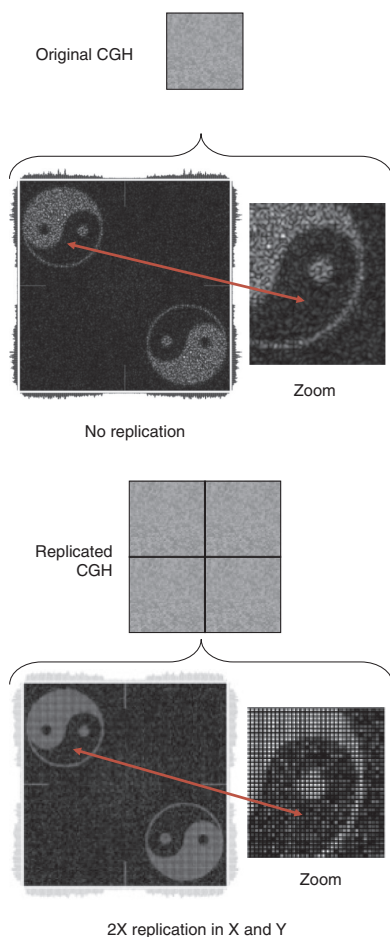 Original CGH
Zoom
No replication
Replicated
CGH
Zoom
2X replication in X and Y